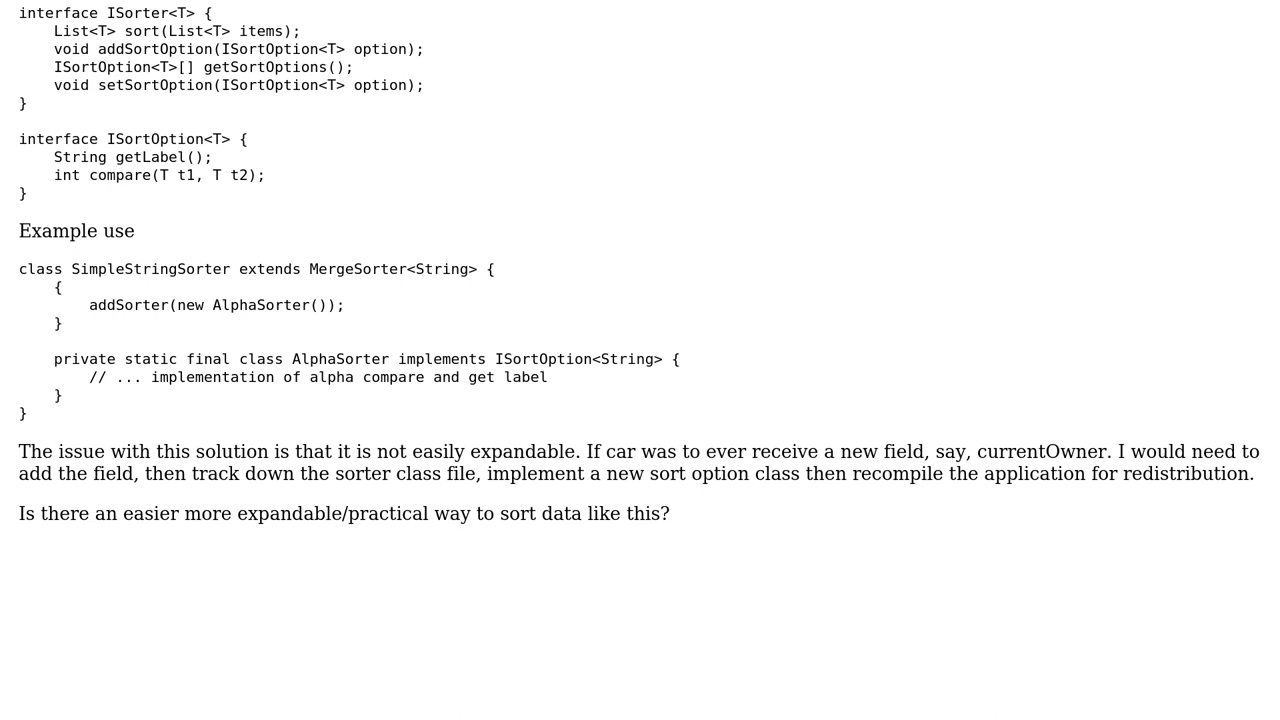 interface ISorter<T> {
    List<T> sort(List<T> items);
    void addSortOption(ISortOption<T> option);
    ISortOption<T>[] getSortOptions();
    void setSortOption(ISortOption<T> option);
}

interface ISortOption<T> {
    String getLabel();
    int compare(T t1, T t2);
}

Example use

class SimpleStringSorter extends MergeSorter<String> {
    {
        addSorter(new AlphaSorter());
    }

    private static final class AlphaSorter implements ISortOption<String> {
        // ... implementation of alpha compare and get label
    }
}

The issue with this solution is that it is not easily expandable. If car was to ever receive a new field, say, currentOwner. I would need to
add the field, then track down the sorter class file, implement a new sort option class then recompile the application for redistribution.

Is there an easier more expandable/practical way to sort data like this?